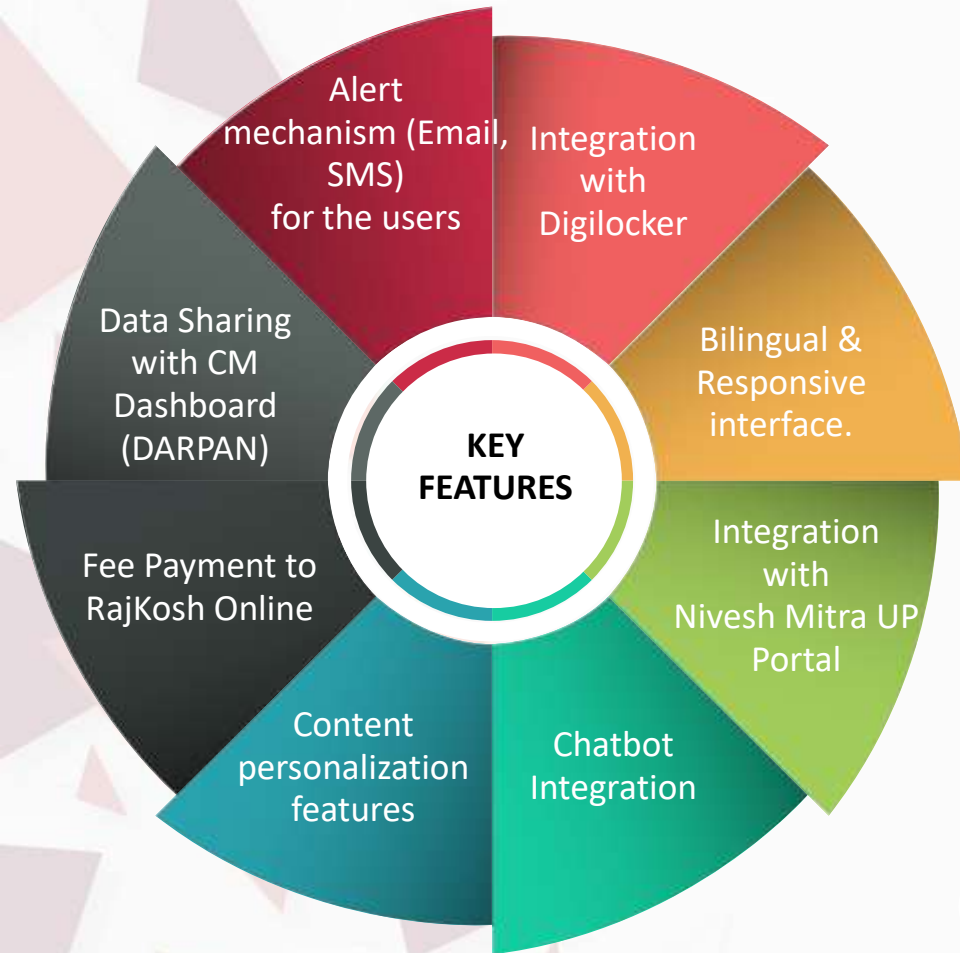 Alert
mechanism (Email,
SMS)
for the users
Integration
with
Digilocker
Bilingual &
Responsive
interface.
Integration
with
Nivesh Mitra UP
Portal
Chatbot
Integration
Content
personalization
features
Fee Payment to
RajKosh Online
Data Sharing
with CM
Dashboard
(DARPAN)
KEY
FEATURES